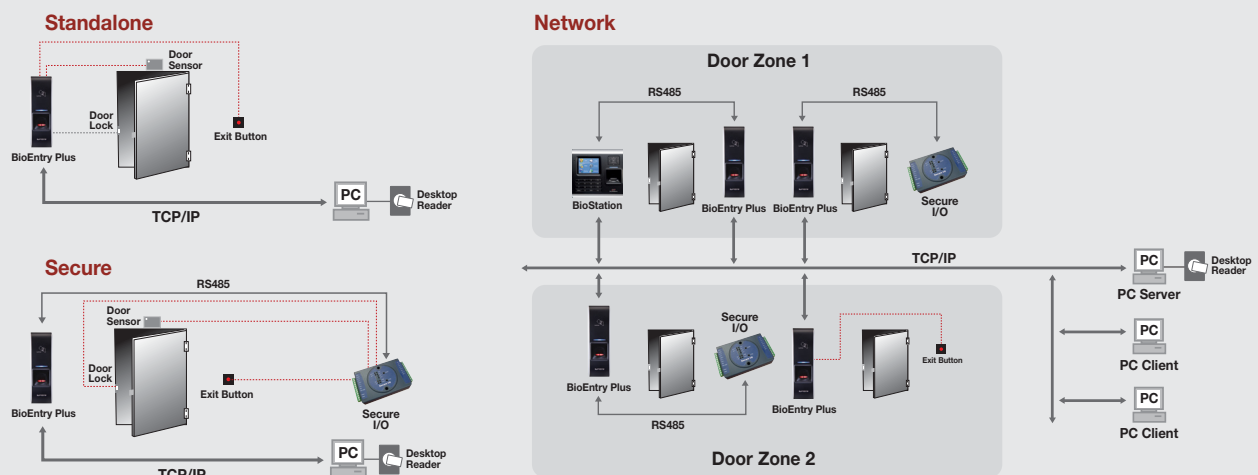 Standalone
Door
Sensor
Door
Lock
Exit Button
BioEntry Plus
PC
Desktop
Reader
TCP/IP
Secure
RS485
Door
Sensor
Door
Lock
Exit Button
BioEntry Plus
Secure
I/O
PC
Desktop
Reader
TCP/IP
Network
Door Zone 1
RS485
RS485
BioStation
BioEntry Plus
BioEntry Plus
Secure
I/O
TCP/IP
PC
Desktop
Reader
PC Server
PC
PC Client
PC
PC Client
Secure
I/O
BioEntry Plus
RS485
BioEntry Plus
Exit Button
Door Zone 2